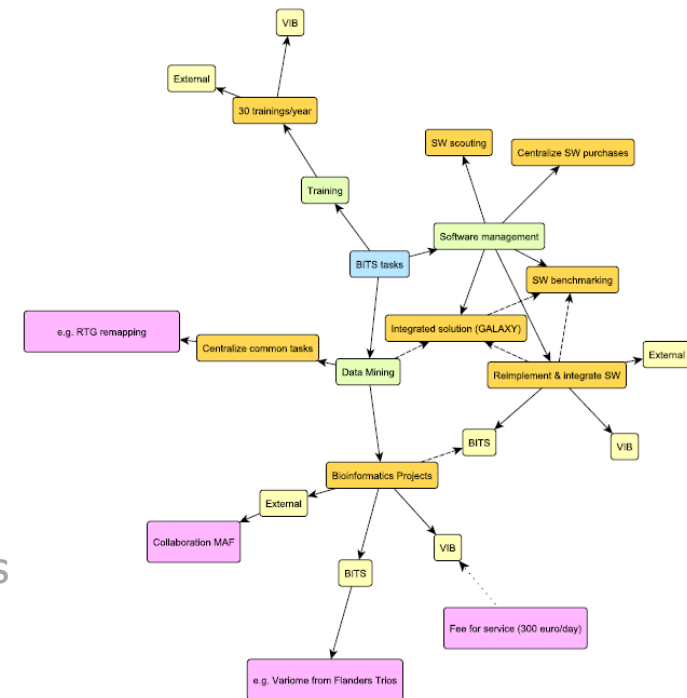 VIB
External
30 trainings/year
SW scouting
Centralize SW purchases
Training
Software management
BITS tasks
SW benchmarking
e.g. RTG remapping
Integrated solution (GALAXY)
Centralize common tasks
External
Data Mining
Reimplement & integrate SW
BITS
VIB
Bioinformatics Projects
External
Collaboration MAF
VIB
S
BITS
Fee for service (300 euro/day)
e.g. Variome from Flanders Trios